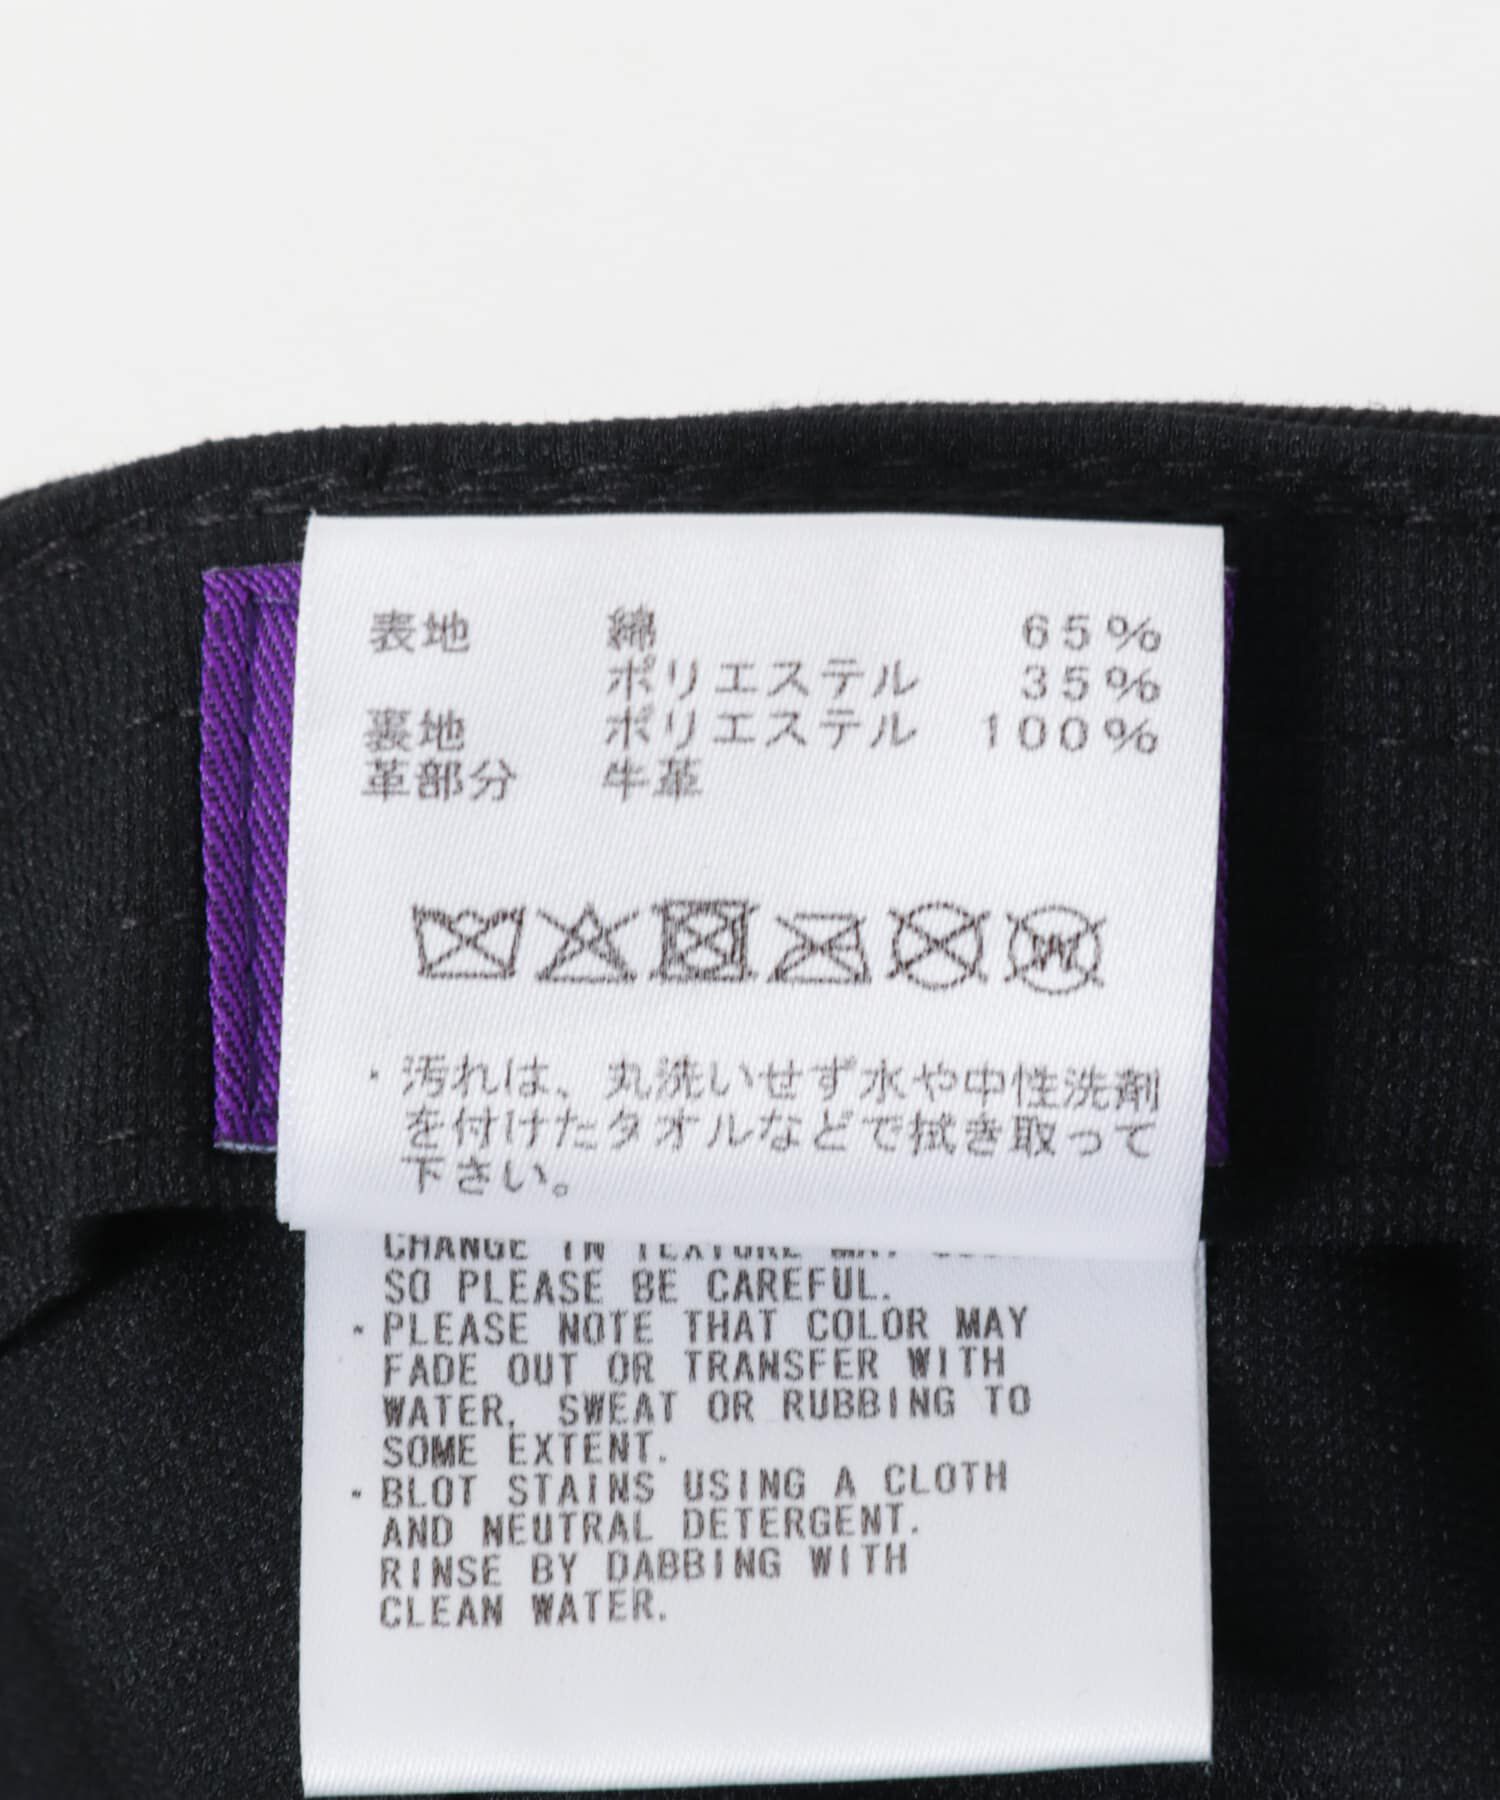 表地 綿 65%
ポリエステル 35%
裏地 ポリエステル 100%
革部分 牛革
・汚れは、丸洗いせず水や中性洗剤
を付けたタオルなどで拭き取って
下さい。
CHANGE IN TEXTURE MAY
SO PLEASE BE CAREFUL.
・PLEASE NOTE THAT COLOR MAY
FADE OUT OR TRANSFER WITH
WATER, SWEAT OR RUBBING TO
SOME EXTENT.
・BLOT STAINS USING A CLOTH
AND NEUTRAL DETERGENT.
RINSE BY DABBING WITH
CLEAN WATER.